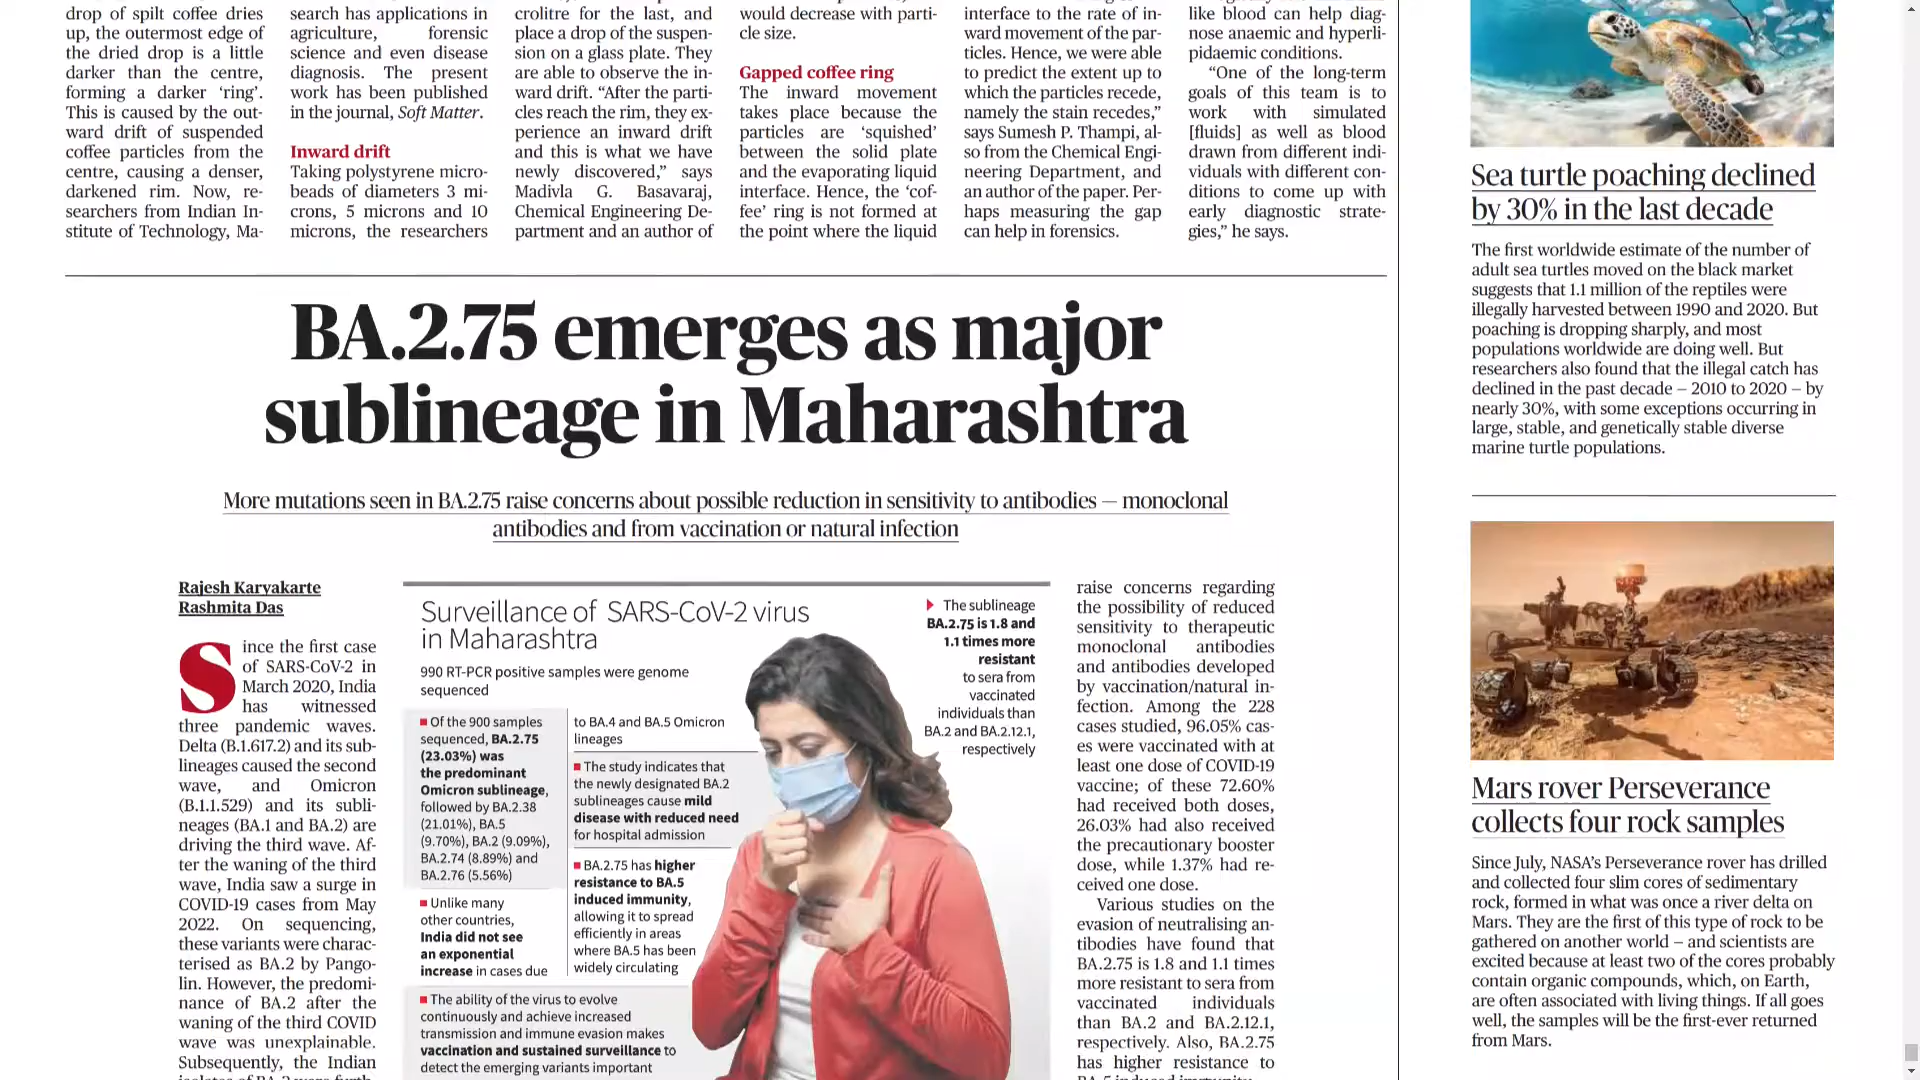 drop of spilt coffee dries
up, the outermost edge of
the dried drop is a little
darker than the centre,
forming a darker ‘ring’.
This is caused by the out-
ward drift of suspended
coffee particles from the
centre, causing a denser,
darkened rim. Now, re-
searchers from Indian In-
stitute of Technology, Ma-
search has applications in
agriculture, forensic
science and even disease
diagnosis. The present
work has been published
in the journal, Soft Matter.
Inward drift
Taking polystyrene micro-
beads of diameters 3 mi-
crons, 5 microns and 10
microns, the researchers
crolitre for the last, and
place a drop of the suspen-
sion on a glass plate. They
are able to observe the in-
ward drift. “After the parti-
cles reach the rim, they ex-
perience an inward drift
and this is what we have
newly discovered,” says
Madivla G. Basavaraj,
Chemical Engineering De-
partment and an author of
would decrease with parti-
cle size.
Gapped coffee ring
The inward movement
takes place because the
particles are ‘squished’
between the solid plate
and the evaporating liquid
interface. Hence, the ‘cof-
fee’ ring is not formed at
the point where the liquid
interface to the rate of in-
ward movement of the par-
ticles. Hence, we were able
to predict the extent up to
which the particles recede,
namely the stain recedes,”
says Sumesh P. Thampi, al-
so from the Chemical Engi-
neering Department, and
an author of the paper. Per-
haps measuring the gap
can help in forensics.
like blood can help diag-
nose anaemic and hyperli-
pidaemic conditions.
“One of the long-term
goals of this team is to
work with simulated
[fluids] as well as blood
drawn from different indi-
viduals with different con-
ditions to come up with
early diagnostic strate-
gies,” he says.
BA.2.75 emerges as major
sublineage in Maharashtra
More mutations seen in BA.2.75 raise concerns about possible reduction in sensitivity to antibodies — monoclonal
antibodies and from vaccination or natural infection
Rajesh Karyakarte
Rashmita Das
Since the first case
of SARS-CoV-2 in
March 2020, India
has witnessed
three pandemic waves.
Delta (B.1.617.2) and its sub-
lineages caused the second
wave, and Omicron
(B.1.1.529) and its subli-
neages (BA.1 and BA.2) are
driving the third wave. Af-
ter the waning of the third
wave, India saw a surge in
COVID-19 cases from May
2022. On sequencing,
these variants were charac-
terised as BA.2 by Pango-
lin. However, the predomi-
nance of BA.2 after the
waning of the third COVID
wave was unexplainable.
Subsequently, the Indian
Surveillance of SARS-CoV-2 virus
in Maharashtra
990 RT-PCR positive samples were genome
sequenced
Of the 900 samples
sequenced, BA.2.75
(23.03%) was
the predominant
Omicron sublineage,
followed by BA.2.38
(21.01%), BA.5
(9.70%), BA.2 (9.09%),
BA.2.74 (8.89%) and
BA.2.76 (5.56%)
Unlike many
other countries,
India did not see
an exponential
increase in cases due
to BA.4 and BA.5 Omicron
lineages
The study indicates that
the newly designated BA.2
sublineages cause mild
disease with reduced need
for hospital admission
BA.2.75 has higher
resistance to BA.5
induced immunity,
allowing it to spread
efficiently in areas
where BA.5 has been
widely circulating
The ability of the virus to evolve
continuously and achieve increased
transmission and immune evasion makes
vaccination and sustained surveillance to
detect the emerging variants important
The sublineage
BA.2.75 is 1.8 and
1.1 times more
resistant
to sera from
vaccinated
individuals than
BA.2 and BA.2.12.1,
respectively
raise concerns regarding
the possibility of reduced
sensitivity to therapeutic
monoclonal antibodies
and antibodies developed
by vaccination/natural in-
fection. Among the 228
cases studied, 96.05% cas-
es were vaccinated with at
least one dose of COVID-19
vaccine; of these 72.60%
had received both doses,
26.03% had also received
the precautionary booster
dose, while 1.37% had re-
ceived one dose.
Various studies on the
evasion of neutralising an-
tibodies have found that
BA.2.75 is 1.8 and 1.1 times
more resistant to sera from
vaccinated individuals
than BA.2 and BA.2.12.1,
respectively. Also, BA.2.75
has higher resistance to
Sea turtle poaching declined
by 30% in the last decade
The first worldwide estimate of the number of
adult sea turtles moved on the black market
suggests that 1.1 million of the reptiles were
illegally harvested between 1990 and 2020. But
poaching is dropping sharply, and most
populations worldwide are doing well. But
researchers also found that the illegal catch has
declined in the past decade – 2010 to 2020 – by
nearly 30%, with some exceptions occurring in
large, stable, and genetically stable diverse
marine turtle populations.
Mars rover Perseverance
collects four rock samples
Since July, NASA’s Perseverance rover has drilled
and collected four slim cores of sedimentary
rock, formed in what was once a river delta on
Mars. They are the first of this type of rock to be
gathered on another world – and scientists are
excited because at least two of the cores probably
contain organic compounds, which, on Earth,
are often associated with living things. If all goes
well, the samples will be the first-ever returned
from Mars.